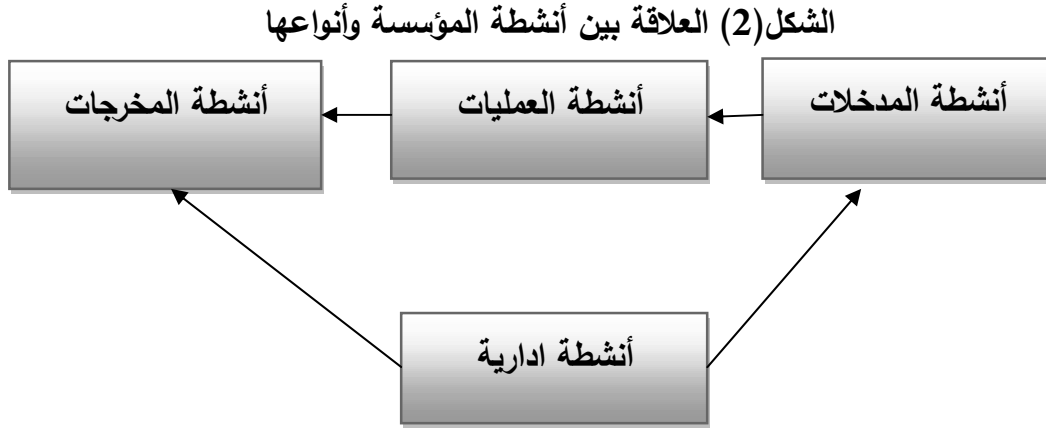 الشكل(2) العلاقة بين أنشطة المؤسسة وأنواعها
أنشطة المدخلات
أنشطة العمليات
أنشطة المخرجات
أنشطة ادارية